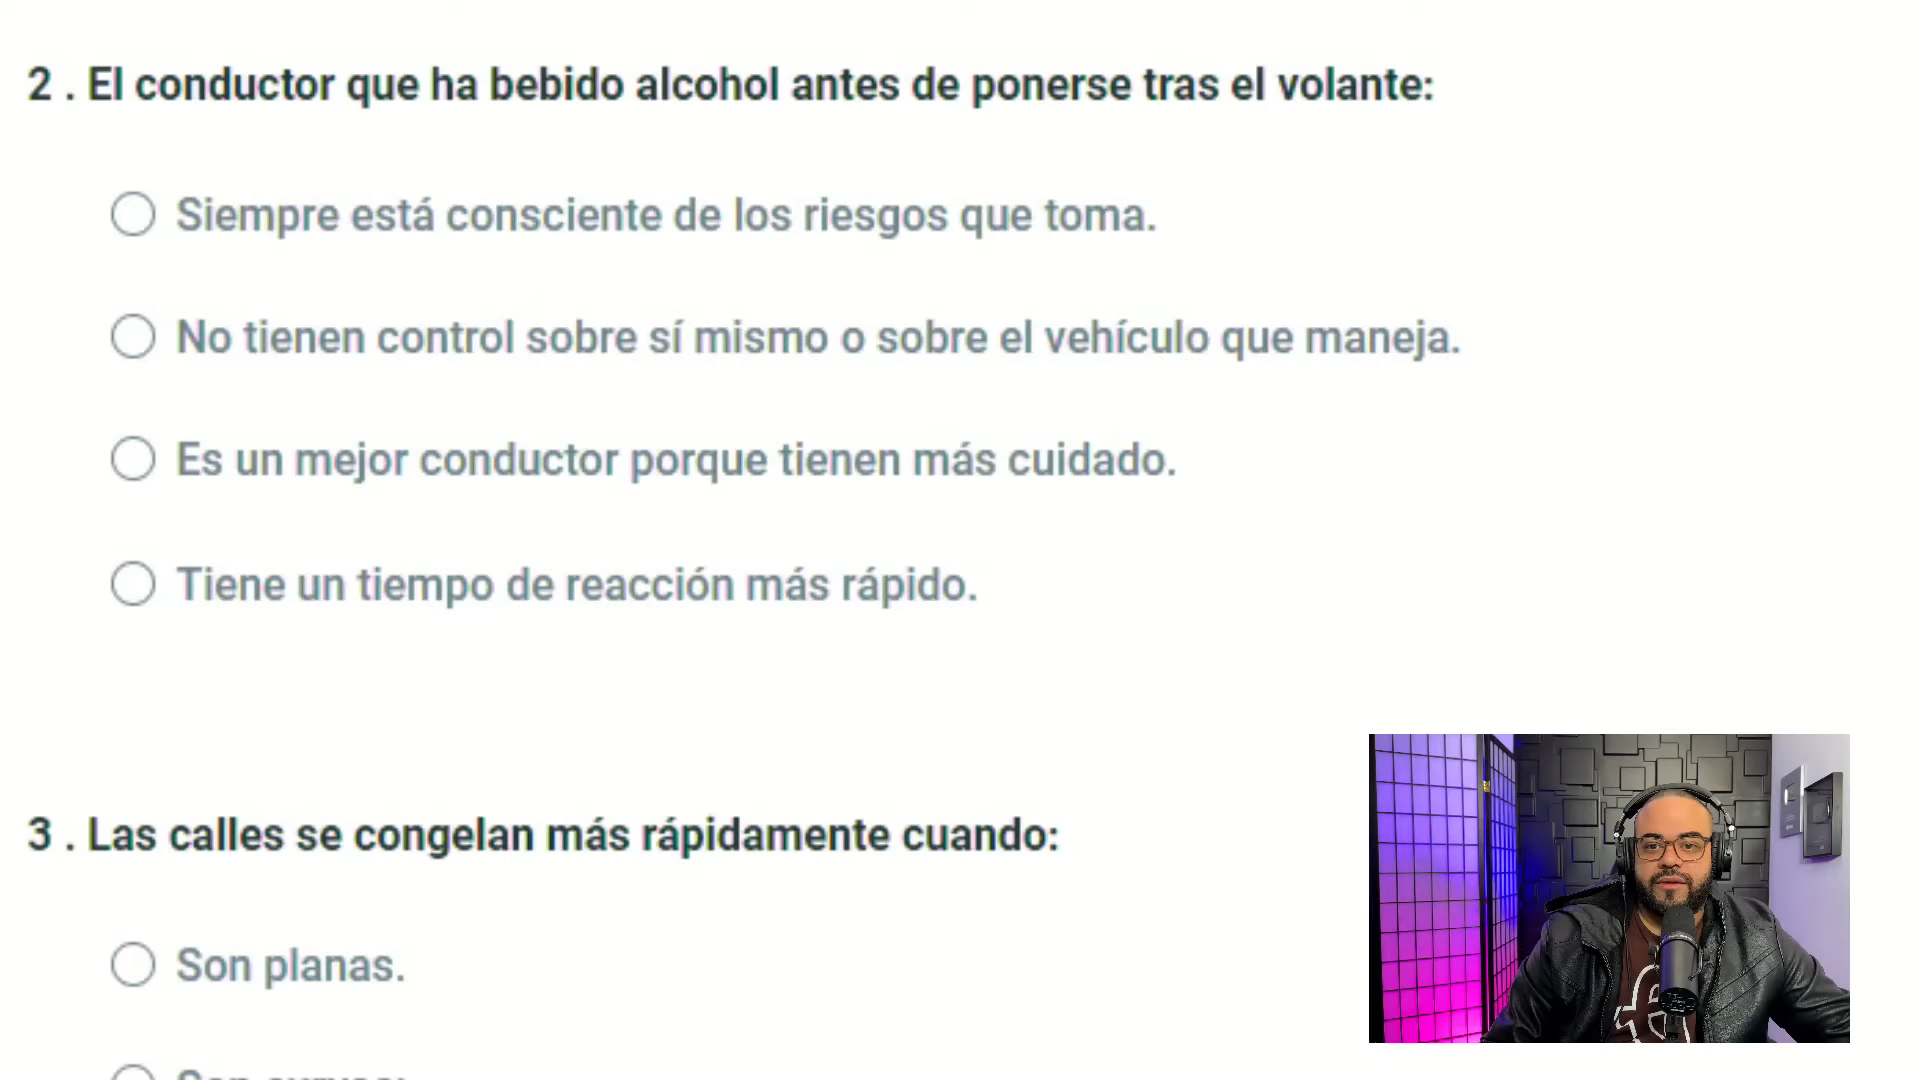 2 . El conductor que ha bebido alcohol antes de ponerse tras el volante:
Siempre está consciente de los riesgos que toma.
No tienen control sobre sí mismo o sobre el vehículo que maneja.
Es un mejor conductor porque tienen más cuidado.
Tiene un tiempo de reacción más rápido.
3 . Las calles se congelan más rápidamente cuando:
Son planas.